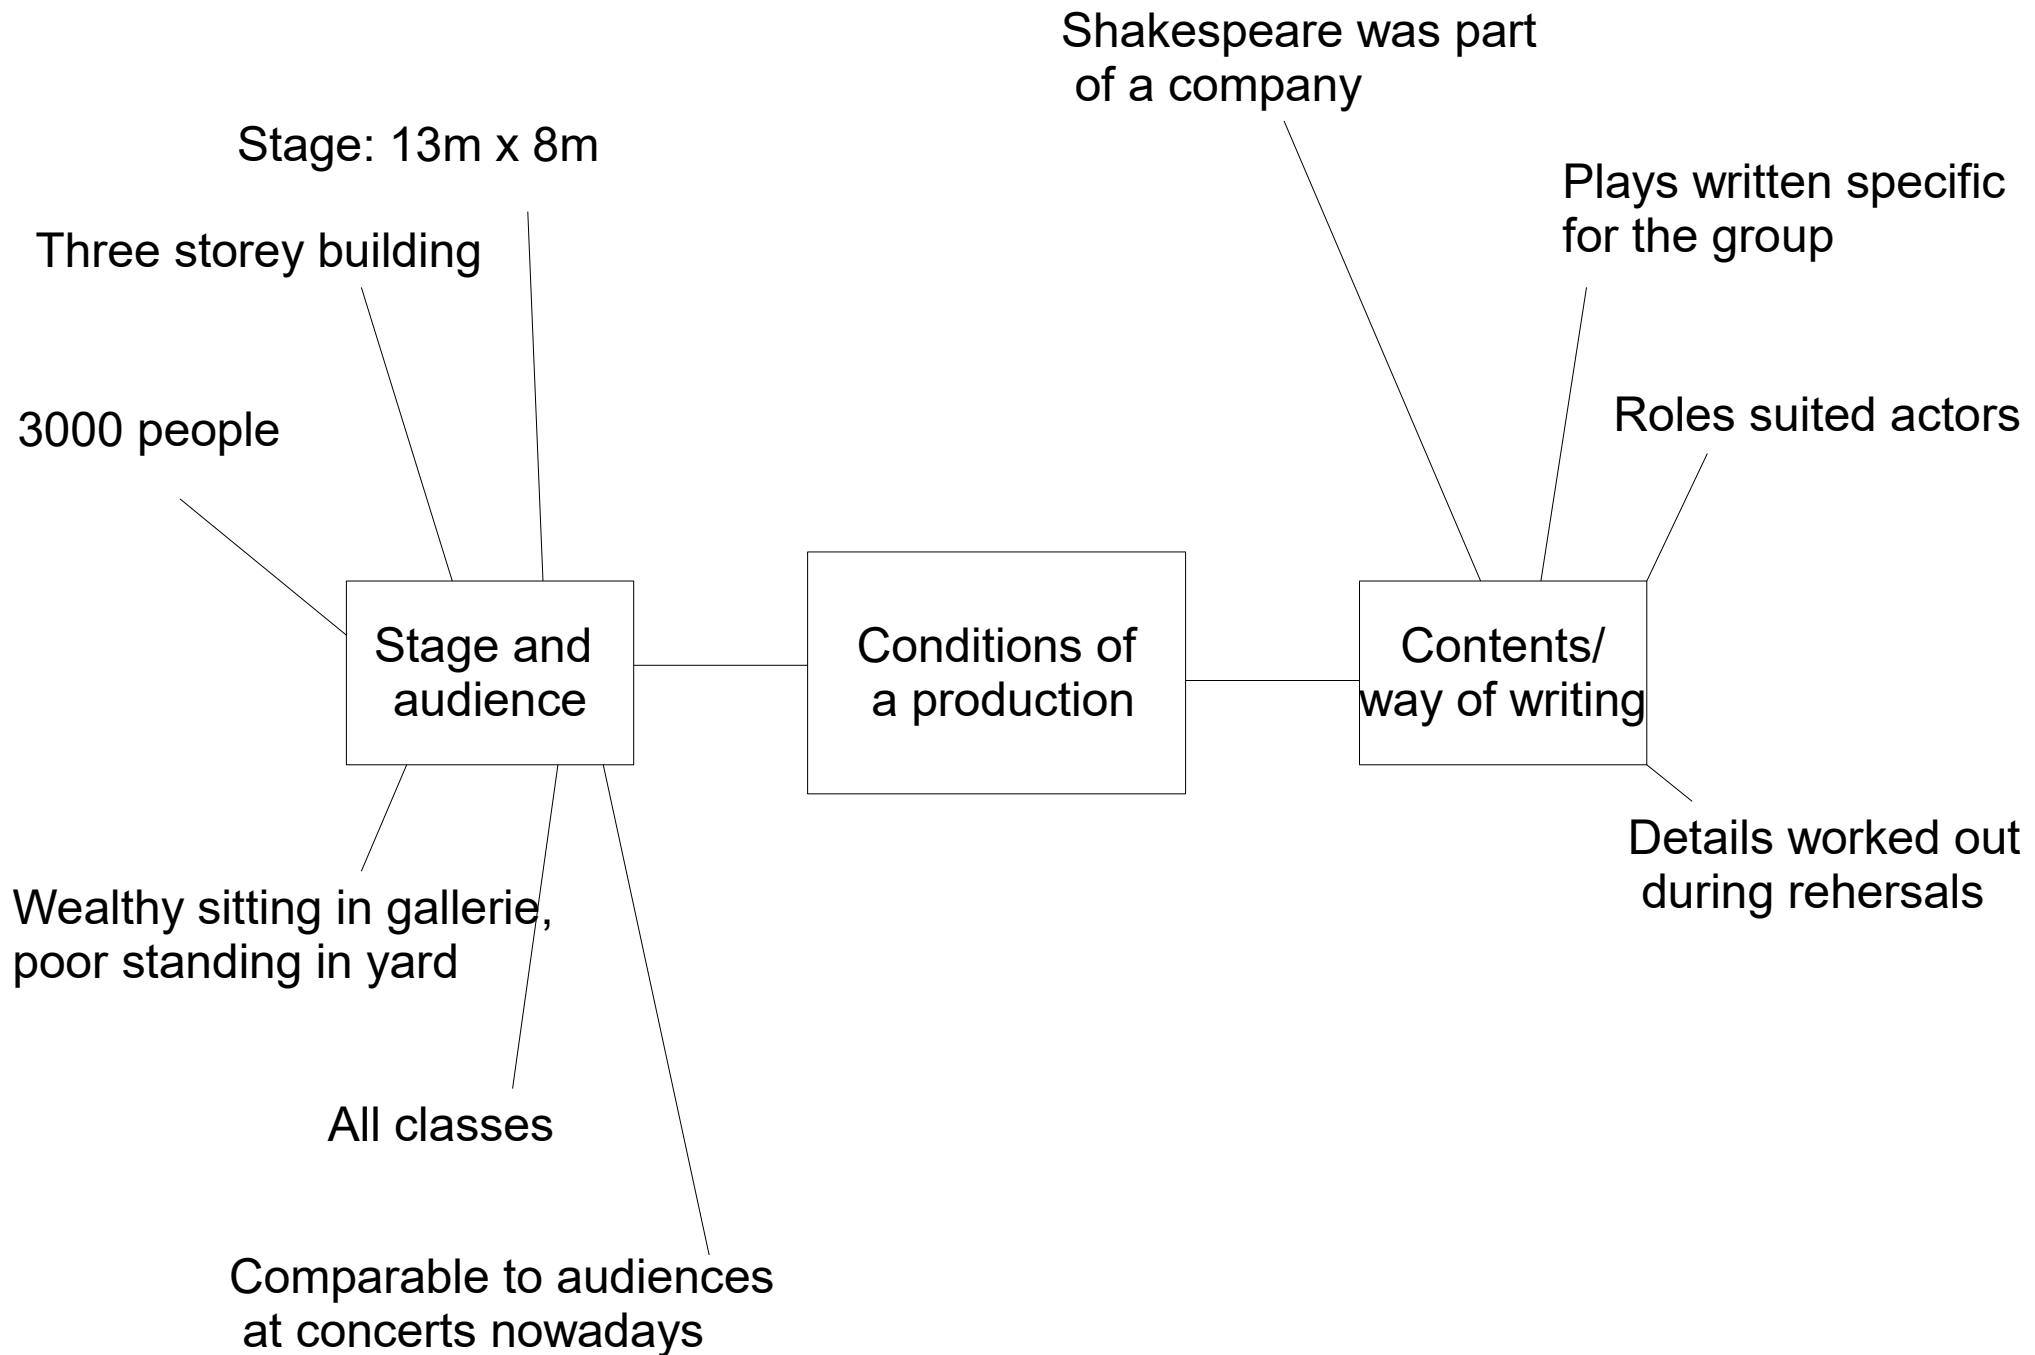 Shakespeare was part
of a company
Stage: 13m x 8m
Plays written specific
for the group
Three storey building
Roles suited actors
3000 people
Stage and
audience
Conditions of
a production
Contents/
way of writing
Details worked out
during rehersals
Wealthy sitting in gallerie,
poor standing in yard
All classes
Comparable to audiences
at concerts nowadays